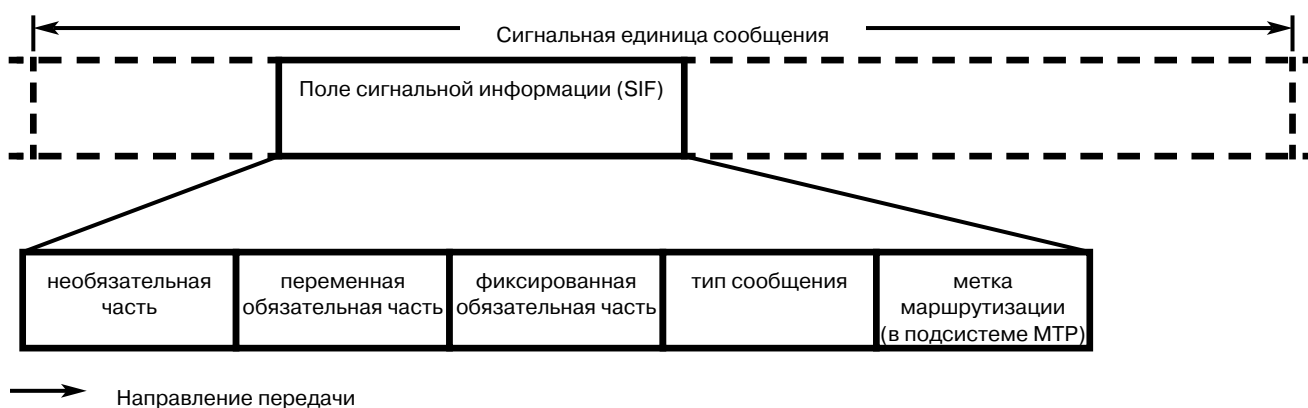 Сигнальная единица сообщения
Поле сигнальной информации (SIF)
необязательная
часть
переменная
обязательная часть
фиксированная
обязательная часть
тип сообщения
метка
маршрутизации
(в подсистеме MTP)
Направление передачи